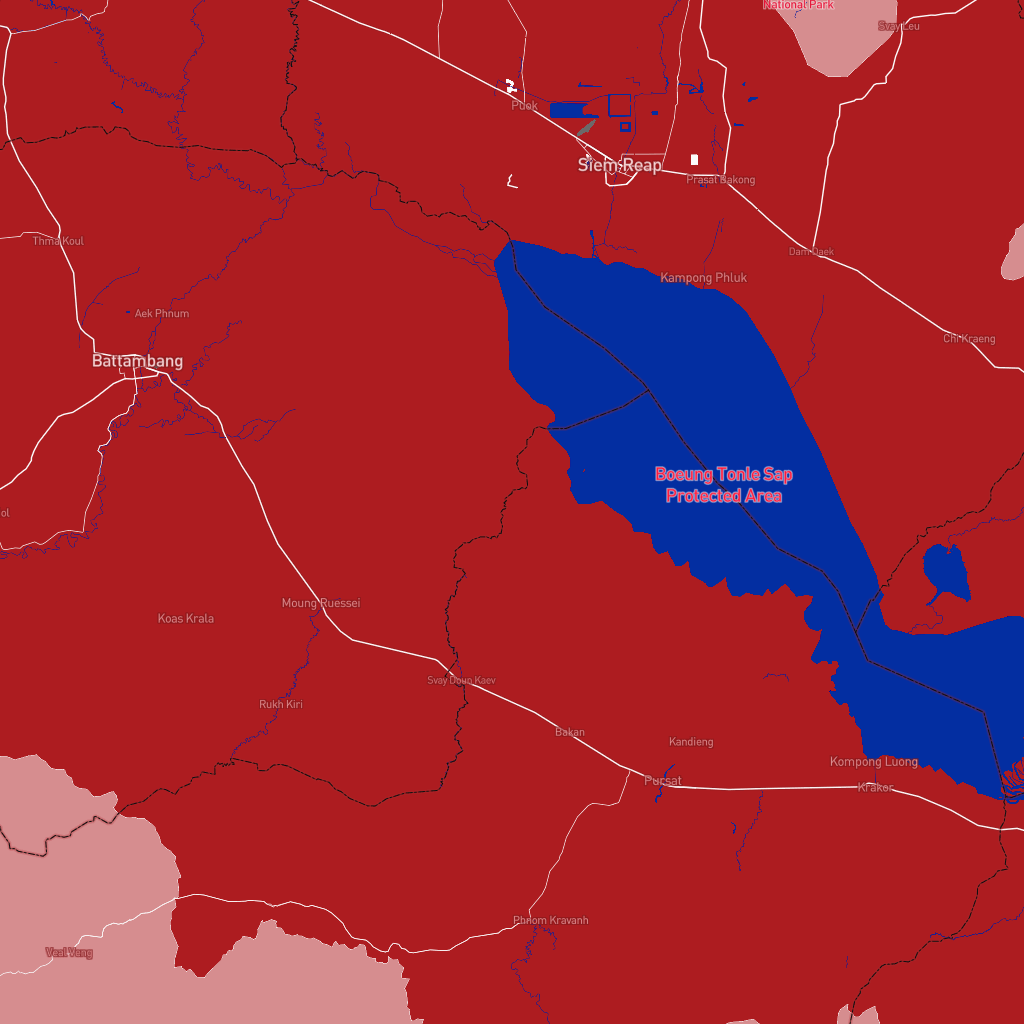 National Park
Svay Leu
Puok
Siem Reap
Prasat Bakong
Thma Koul
Dam Daek
Kampong Phluk
Aek Phnum
Chi Kraeng
Battambang
Boeung Tonle Sap
Protected Area
ol
Moung Ruessei
Koas Krala
Svay Doun Kaev
Rukh Kiri
Bakan
Kandieng
Kompong Luong
Pursat
Krakor
Phnom Kravanh
Veal Veng